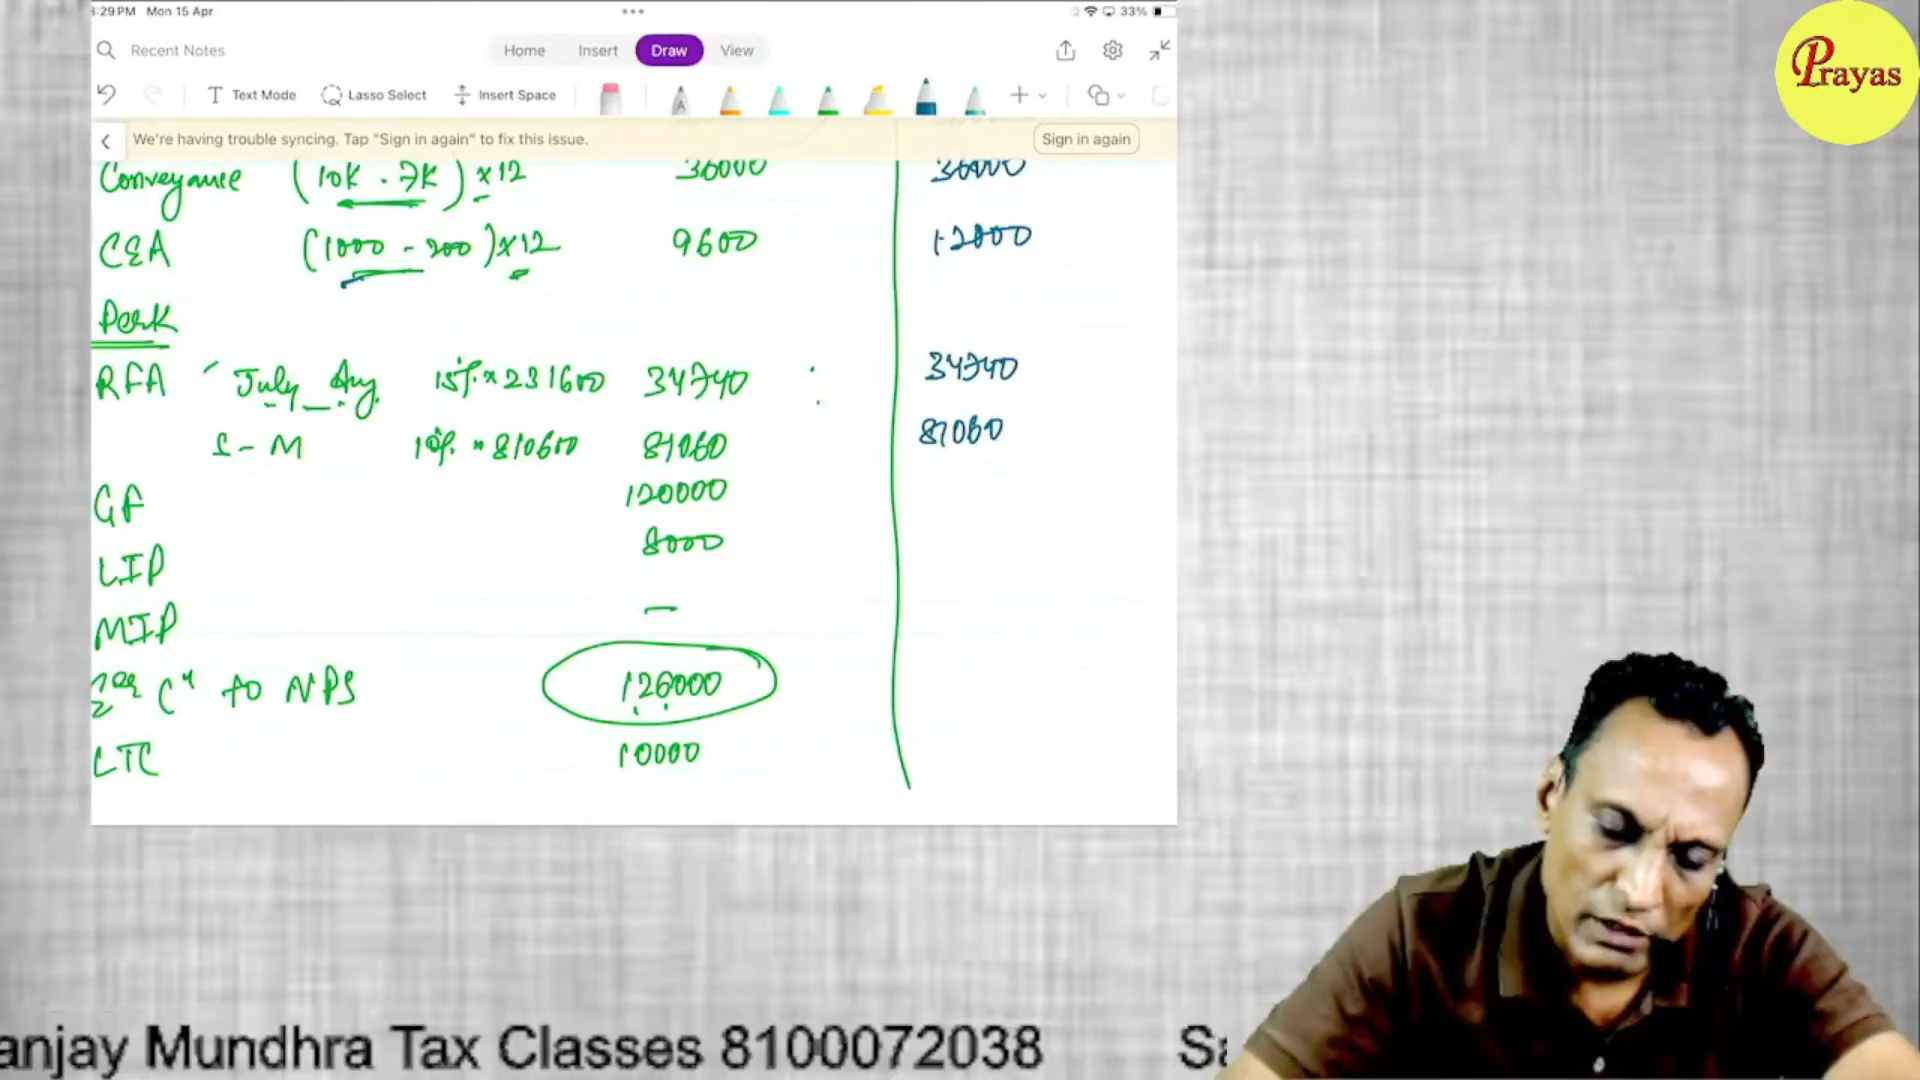 3:29 PM Mon 15 Apr 33%
Prayas
Recent Notes Home Insert Draw View
Text Mode Lasso Select Insert Space
We're having trouble syncing. Tap "Sign in again" to fix this issue. Sign in again
Conveyance (10K - 7K) × 12 36000 36000
CEA (1000 - 200) × 12 9600 12000
Perk
RFA July Aug 15% × 231600 34740 34740
S - M 10% × 810600 81060 81060
GF 120000
LIP 8000
MIP —
to NPS 126000
LTC 10000
anjay Mundhra Tax Classes 8100072038 Sa